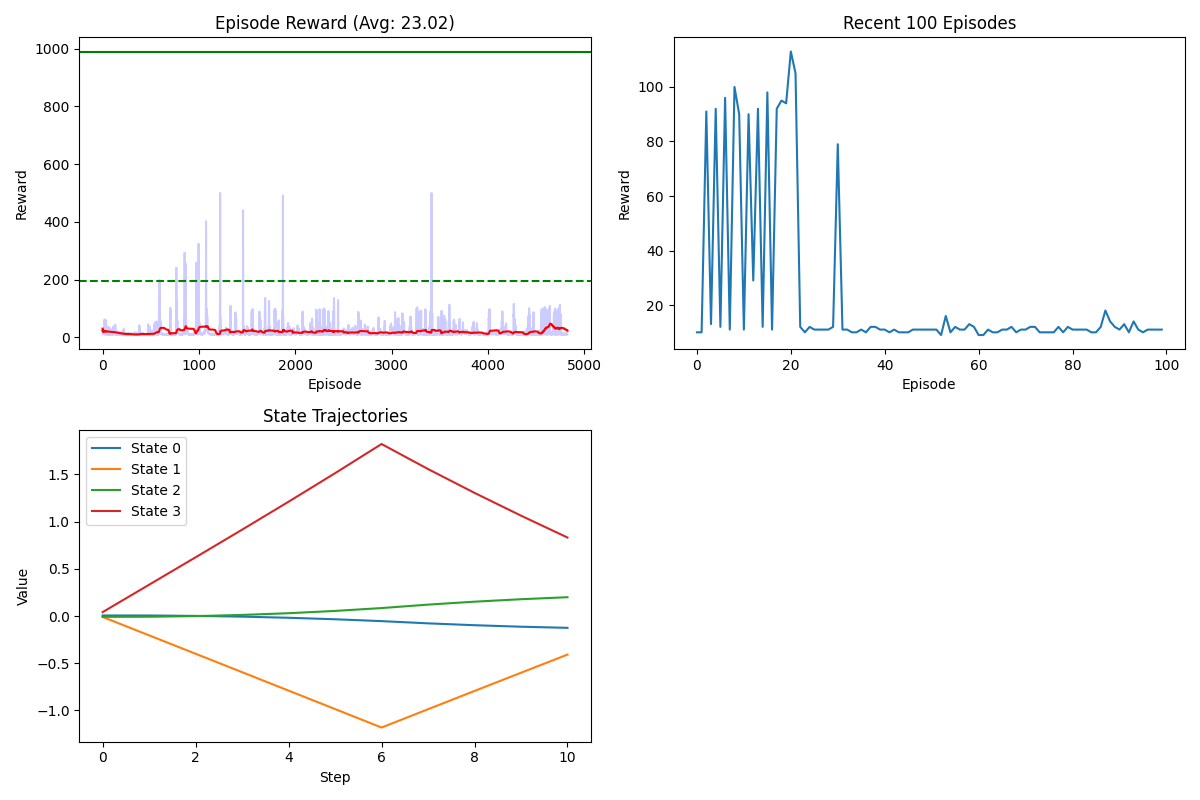 Episode Reward (Avg: 23.02)
Reward
1000
800
600
400
200
0
0 1000 2000 3000 4000 5000
Episode
Recent 100 Episodes
Reward
100
80
60
40
20
0 20 40 60 80 100
Episode
State Trajectories
Value
1.5
1.0
0.5
0.0
−0.5
−1.0
State 0
State 1
State 2
State 3
0 2 4 6 8 10
Step